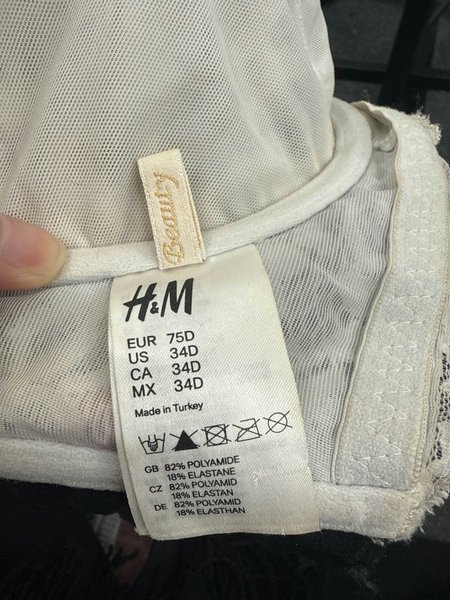 Beauty
H&M
EUR 75D
US 34D
CA 34D
MX 34D
Made in Turkey
GB 82% POLYAMIDE
18% ELASTANE
CZ 82% POLYAMID
18% ELASTAN
DE 82% POLYAMID
18% ELASTHAN